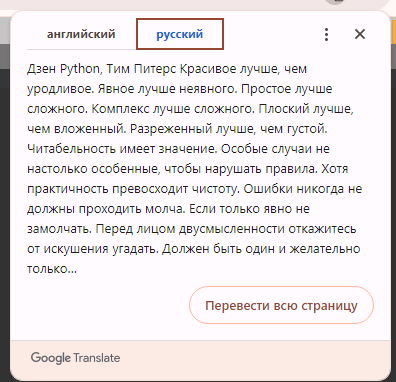 английский русский
Дзен Python, Тим Питерс Красивое лучше, чем
уродливое. Явное лучше неявного. Простое лучше
сложного. Комплекс лучше сложного. Плоский лучше,
чем вложенный. Разреженный лучше, чем густой.
Читабельность имеет значение. Особые случаи не
настолько особенные, чтобы нарушать правила. Хотя
практичность превосходит чистоту. Ошибки никогда не
должны проходить молча. Если только явно не
замолчать. Перед лицом двусмысленности откажитесь
от искушения угадать. Должен быть один и желательно
только...
Перевести всю страницу
Google Translate